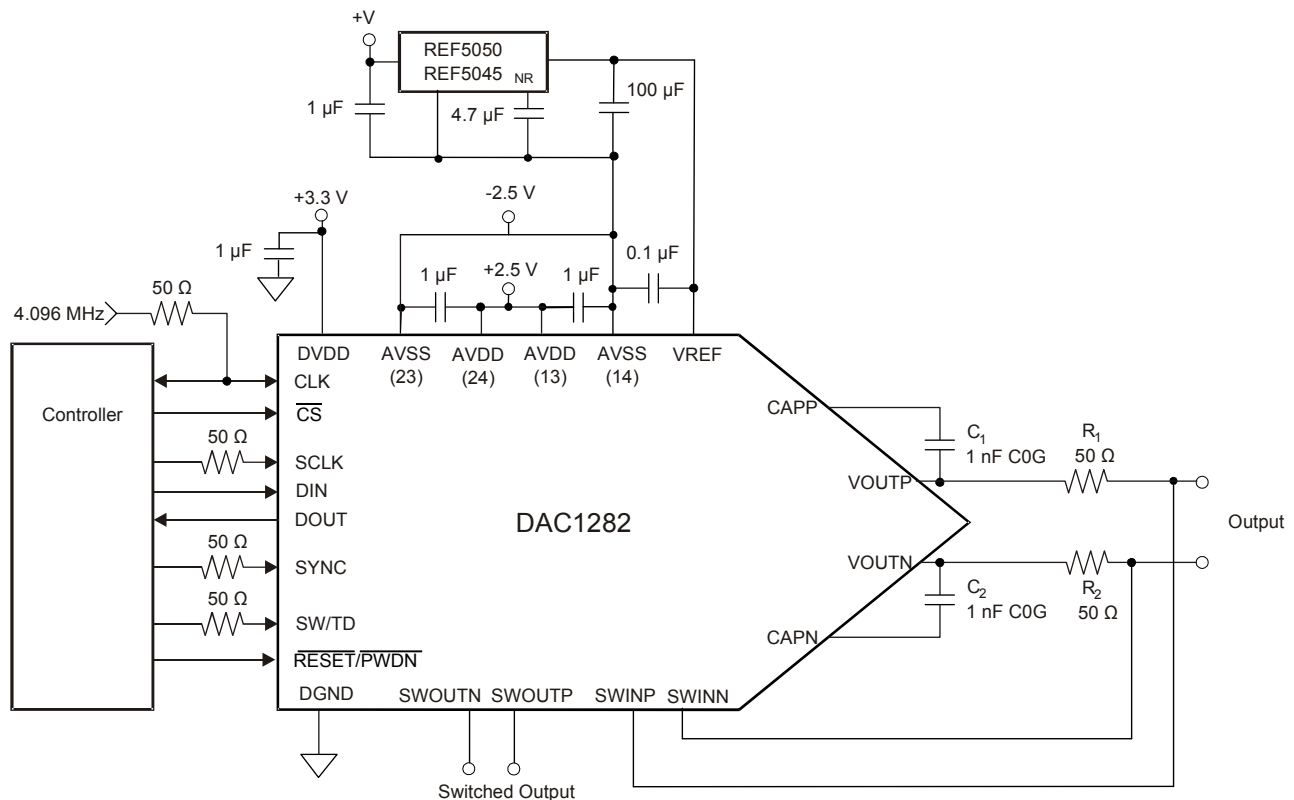 +V
REF5050
REF5045
NR
1 µF
4.7 µF
100 µF
+3.3 V
-2.5 V
1 µF
0.1 µF
1 µF
+2.5 V
1 µF
50 Ω
4.096 MHz
DVDD
AVSS
(23)
AVDD
(24)
AVDD
(13)
AVSS
(14)
VREF
Controller
CLK
CS
50 Ω
SCLK
DIN
DOUT
50 Ω
SYNC
50 Ω
SW/TD
RESET/PWDN
DGND
DAC1282
CAPP
C1
1 nF C0G
R1
50 Ω
VOUTP
Output
VOUTN
C2
1 nF C0G
R2
50 Ω
CAPN
SWOUTN
SWOUTP
SWINP
SWINN
Switched Output